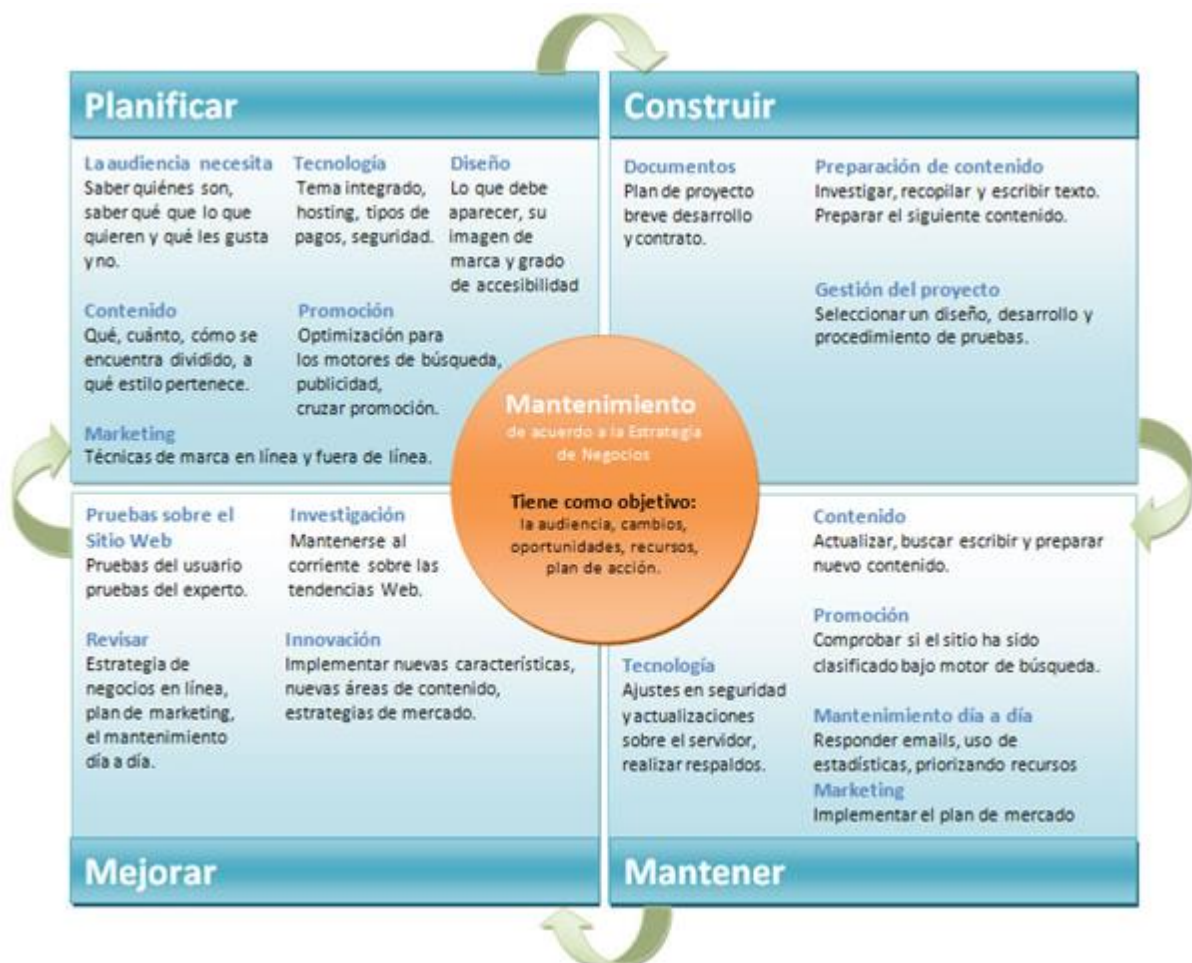 Planificar
La audiencia necesita
Saber quiénes son,
saber qué que lo que
quieren y qué les gusta
y no.
Tecnología
Tema integrado,
hosting, tipos de
pagos, seguridad.
Diseño
Lo que debe
aparecer, su
imagen de
marca y grado
de accesibilidad
Contenido
Qué, cuánto, cómo se
encuentra dividido, a
qué estilo pertenece.
Promoción
Optimización para
los motores de búsqueda,
publicidad,
cruzar promoción.
Marketing
Técnicas de marca en línea y fuera de línea.
Construir
Documentos
Plan de proyecto
breve desarrollo
y contrato.
Preparación de contenido
Investigar, recopilar y escribir texto.
Preparar el siguiente contenido.
Gestión del proyecto
Seleccionar un diseño, desarrollo y
procedimiento de pruebas.
Mantenimiento
de acuerdo a la Estrategia
de Negocios
Tiene como objetivo:
la audiencia, cambios,
oportunidades, recursos,
plan de acción.
Pruebas sobre el
Sitio Web
Pruebas del usuario
pruebas del experto.
Investigación
Mantenerse al
corriente sobre las
tendencias Web.
Revisar
Estrategia de
negocios en línea,
plan de marketing,
el mantenimiento
día a día.
Innovación
Implementar nuevas características,
nuevas áreas de contenido,
estrategias de mercado.
Mejorar
Contenido
Actualizar, buscar escribir y preparar
nuevo contenido.
Promoción
Comprobar si el sitio ha sido
clasificado bajo motor de búsqueda.
Tecnología
Ajustes en seguridad
y actualizaciones
sobre el servidor,
realizar respaldos.
Mantenimiento día a día
Responder emails, uso de
estadísticas, priorizando recursos
Marketing
Implementar el plan de mercado
Mantener